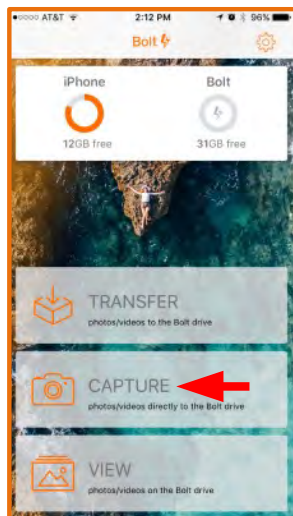 AT&T 2:12 PM 96%
Bolt
iPhone Bolt
12GB free 31GB free
TRANSFER
photos/videos to the Bolt drive
CAPTURE
photos/videos directly to the Bolt drive
VIEW
photos/videos on the Bolt drive